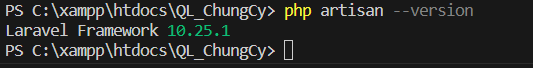 PS C:\xampp\htdocs\QL_ChungCy> php artisan --version
Laravel Framework 10.25.1
PS C:\xampp\htdocs\QL_ChungCy>